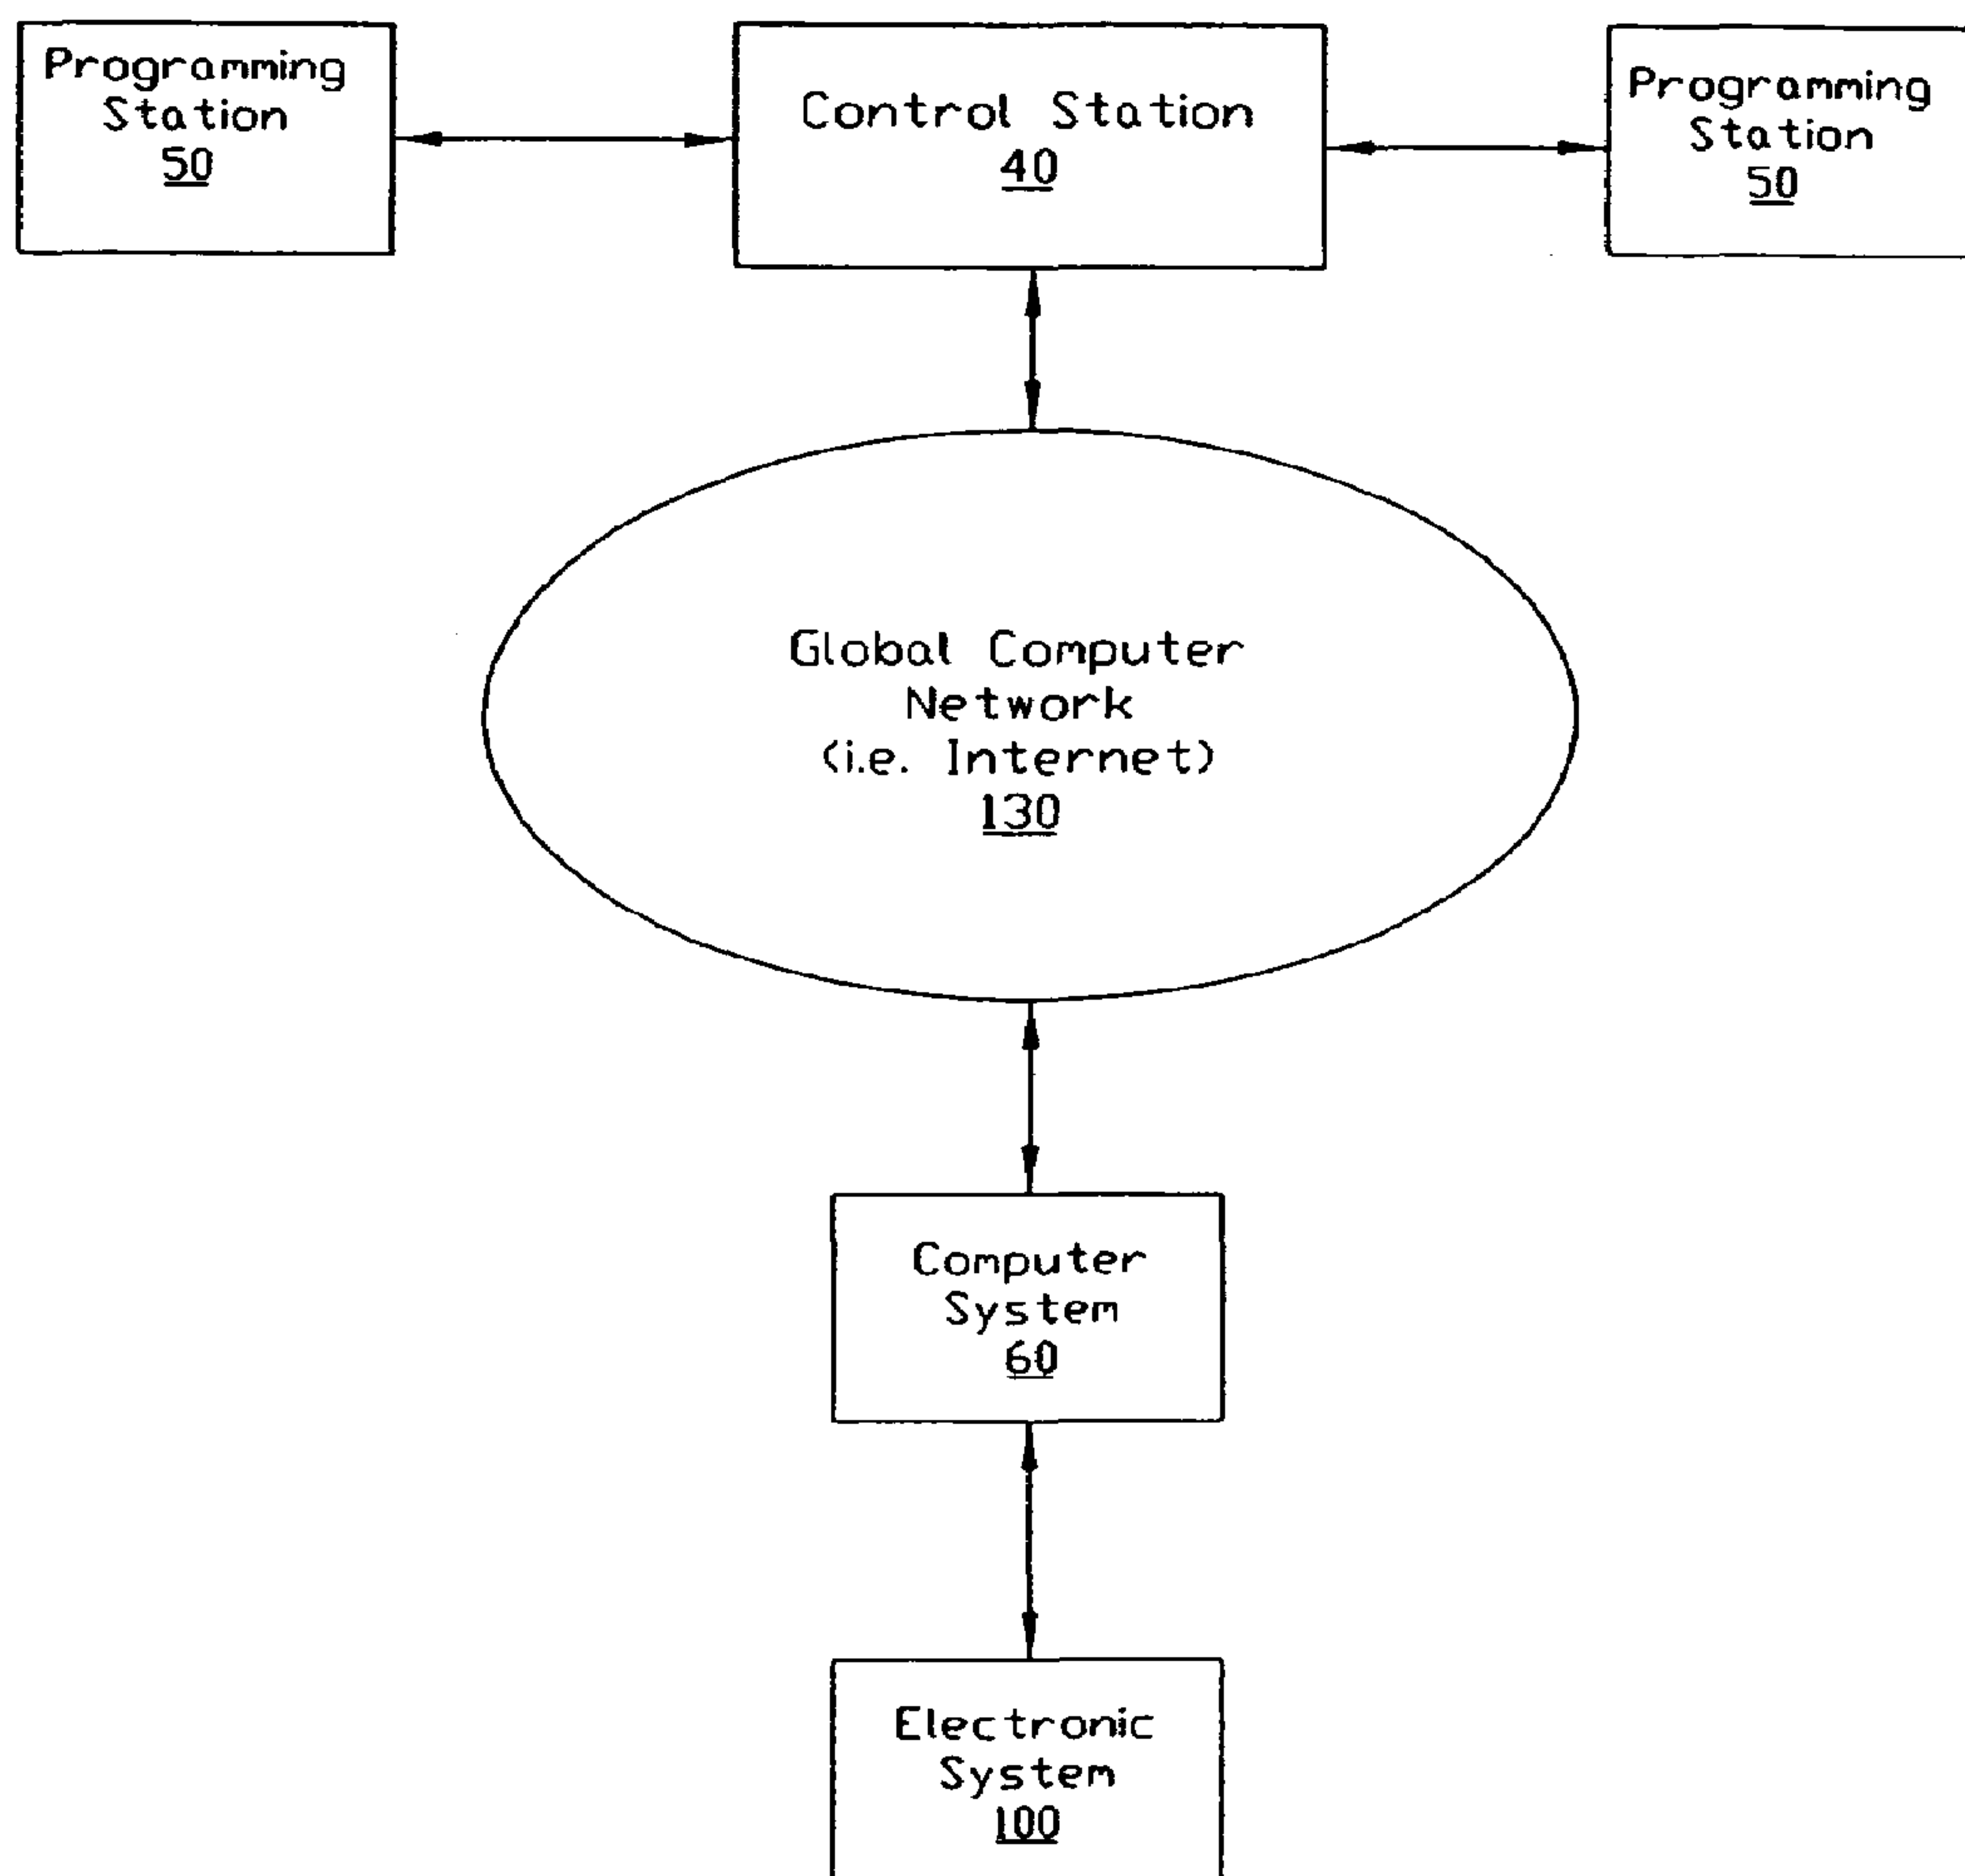 Programming
Station
50
Control Station
40
Programming
Station
50
Global Computer
Network
(i.e. Internet)
130
Computer
System
60
Electronic
System
100